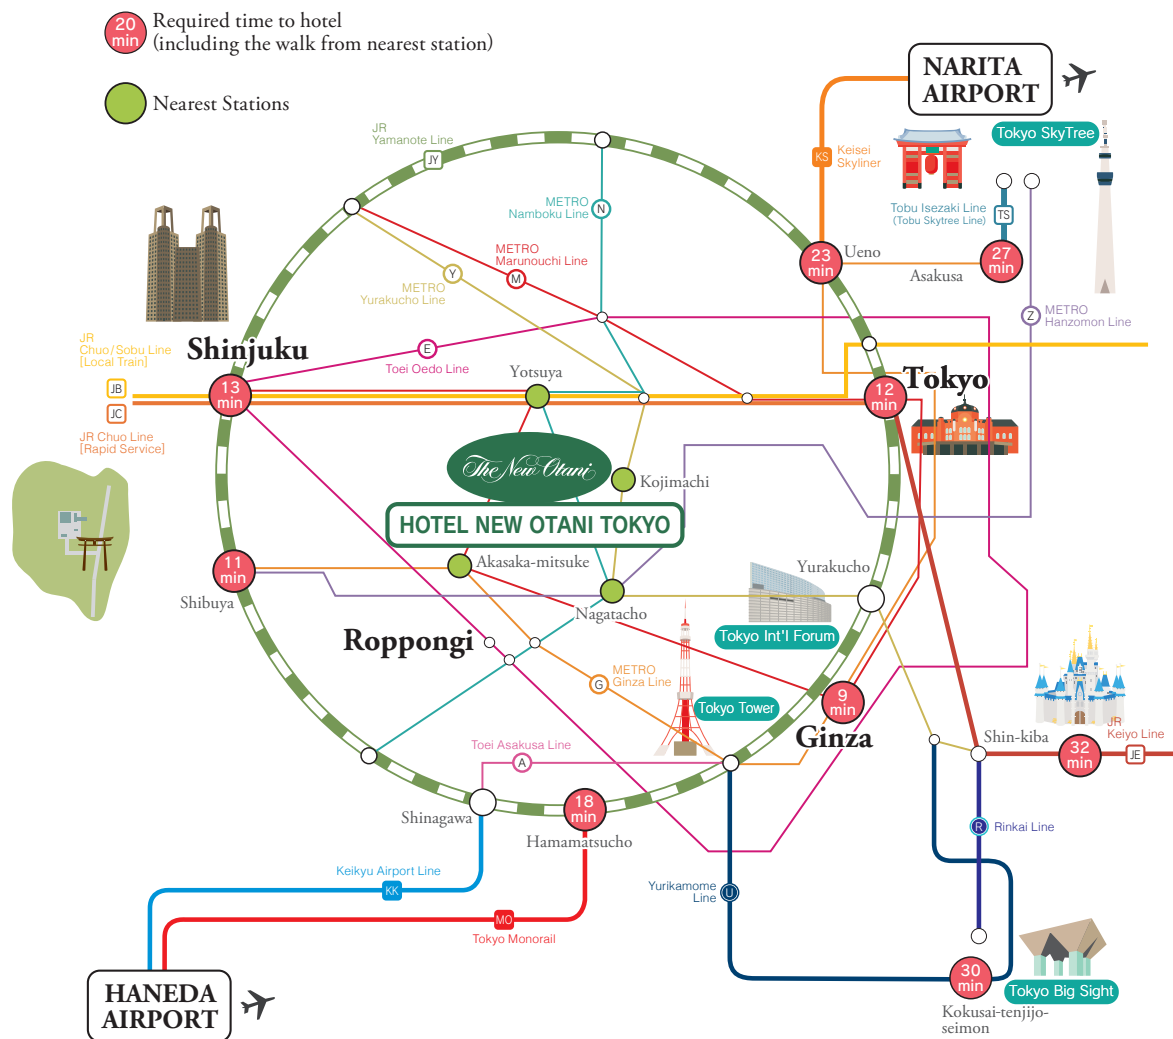 20
min
Required time to hotel
(including the walk from nearest station)
Nearest Stations
NARITA
AIRPORT
Tokyo SkyTree
JR
Yamanote Line
JY
KS
Keisei
Skyliner
METRO
Namboku Line
N
Tobu Isezaki Line
(Tobu Skytree Line)
TS
METRO
Marunouchi Line
M
Y
METRO
Yurakucho Line
23
min
Ueno
Asakusa
27
min
Z
METRO
Hanzomon Line
JR
Chuo/Sobu Line
[Local Train]
JB
JC
JR Chuo Line
[Rapid Service]
Shinjuku
13
min
E
Toei Oedo Line
Yotsuya
Tokyo
12
min
The New Otani
Kojimachi
HOTEL NEW OTANI TOKYO
Akasaka-mitsuke
11
min
Shibuya
Nagatacho
Yurakucho
Tokyo Int'l Forum
Roppongi
G
METRO
Ginza Line
Tokyo Tower
9
min
Ginza
Toei Asakusa Line
A
Shin-kiba
JR
Keiyo Line
32
min
JE
Shinagawa
18
min
Hamamatsucho
R
Rinkai Line
Keikyu Airport Line
KK
Yurikamome
Line
U
MO
Tokyo Monorail
HANEDA
AIRPORT
30
min
Tokyo Big Sight
Kokusai-tenjijo-
seimon